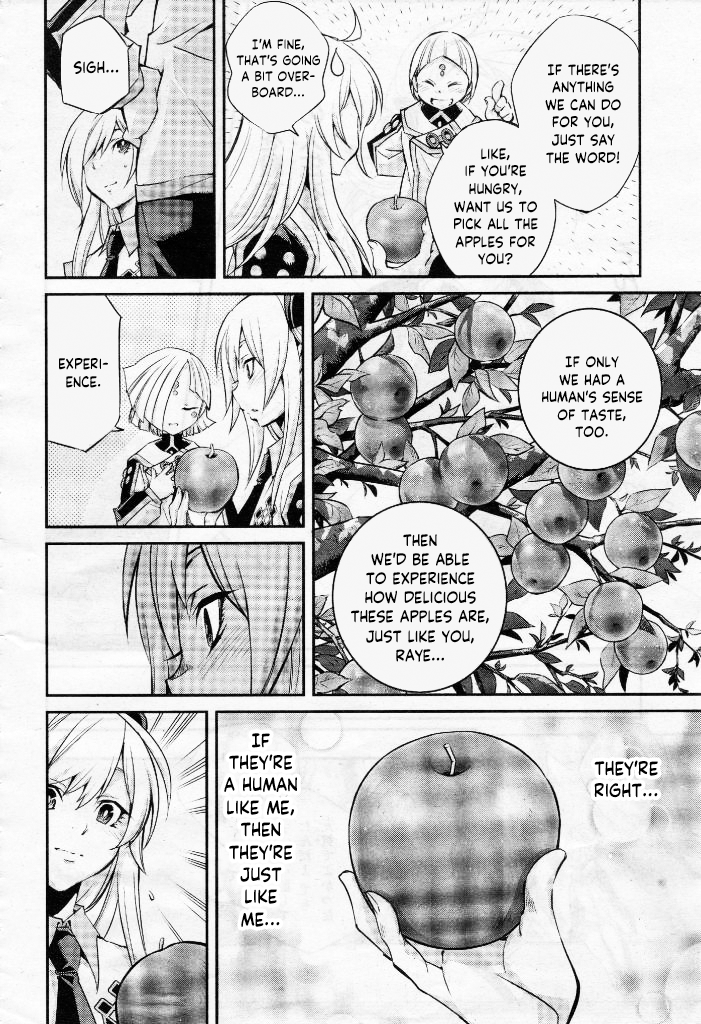 IF THERE'S
ANYTHING
WE CAN DO
FOR YOU,
JUST SAY
THE WORD!
LIKE,
IF YOU'RE
HUNGRY,
WANT US TO
PICK ALL THE
APPLES FOR
YOU?
I'M FINE,
THAT'S GOING
A BIT OVER-
BOARD...
SIGH...
IF ONLY
WE HAD A
HUMAN'S SENSE
OF TASTE,
TOO.
THEN
WE'D BE ABLE
TO EXPERIENCE
HOW DELICIOUS
THESE APPLES ARE,
JUST LIKE YOU,
RAYE...
EXPERI-
ENCE.
THEY'RE
RIGHT...
IF
THEY'RE
A HUMAN
LIKE ME,
THEN
THEY'RE
JUST
LIKE
ME...